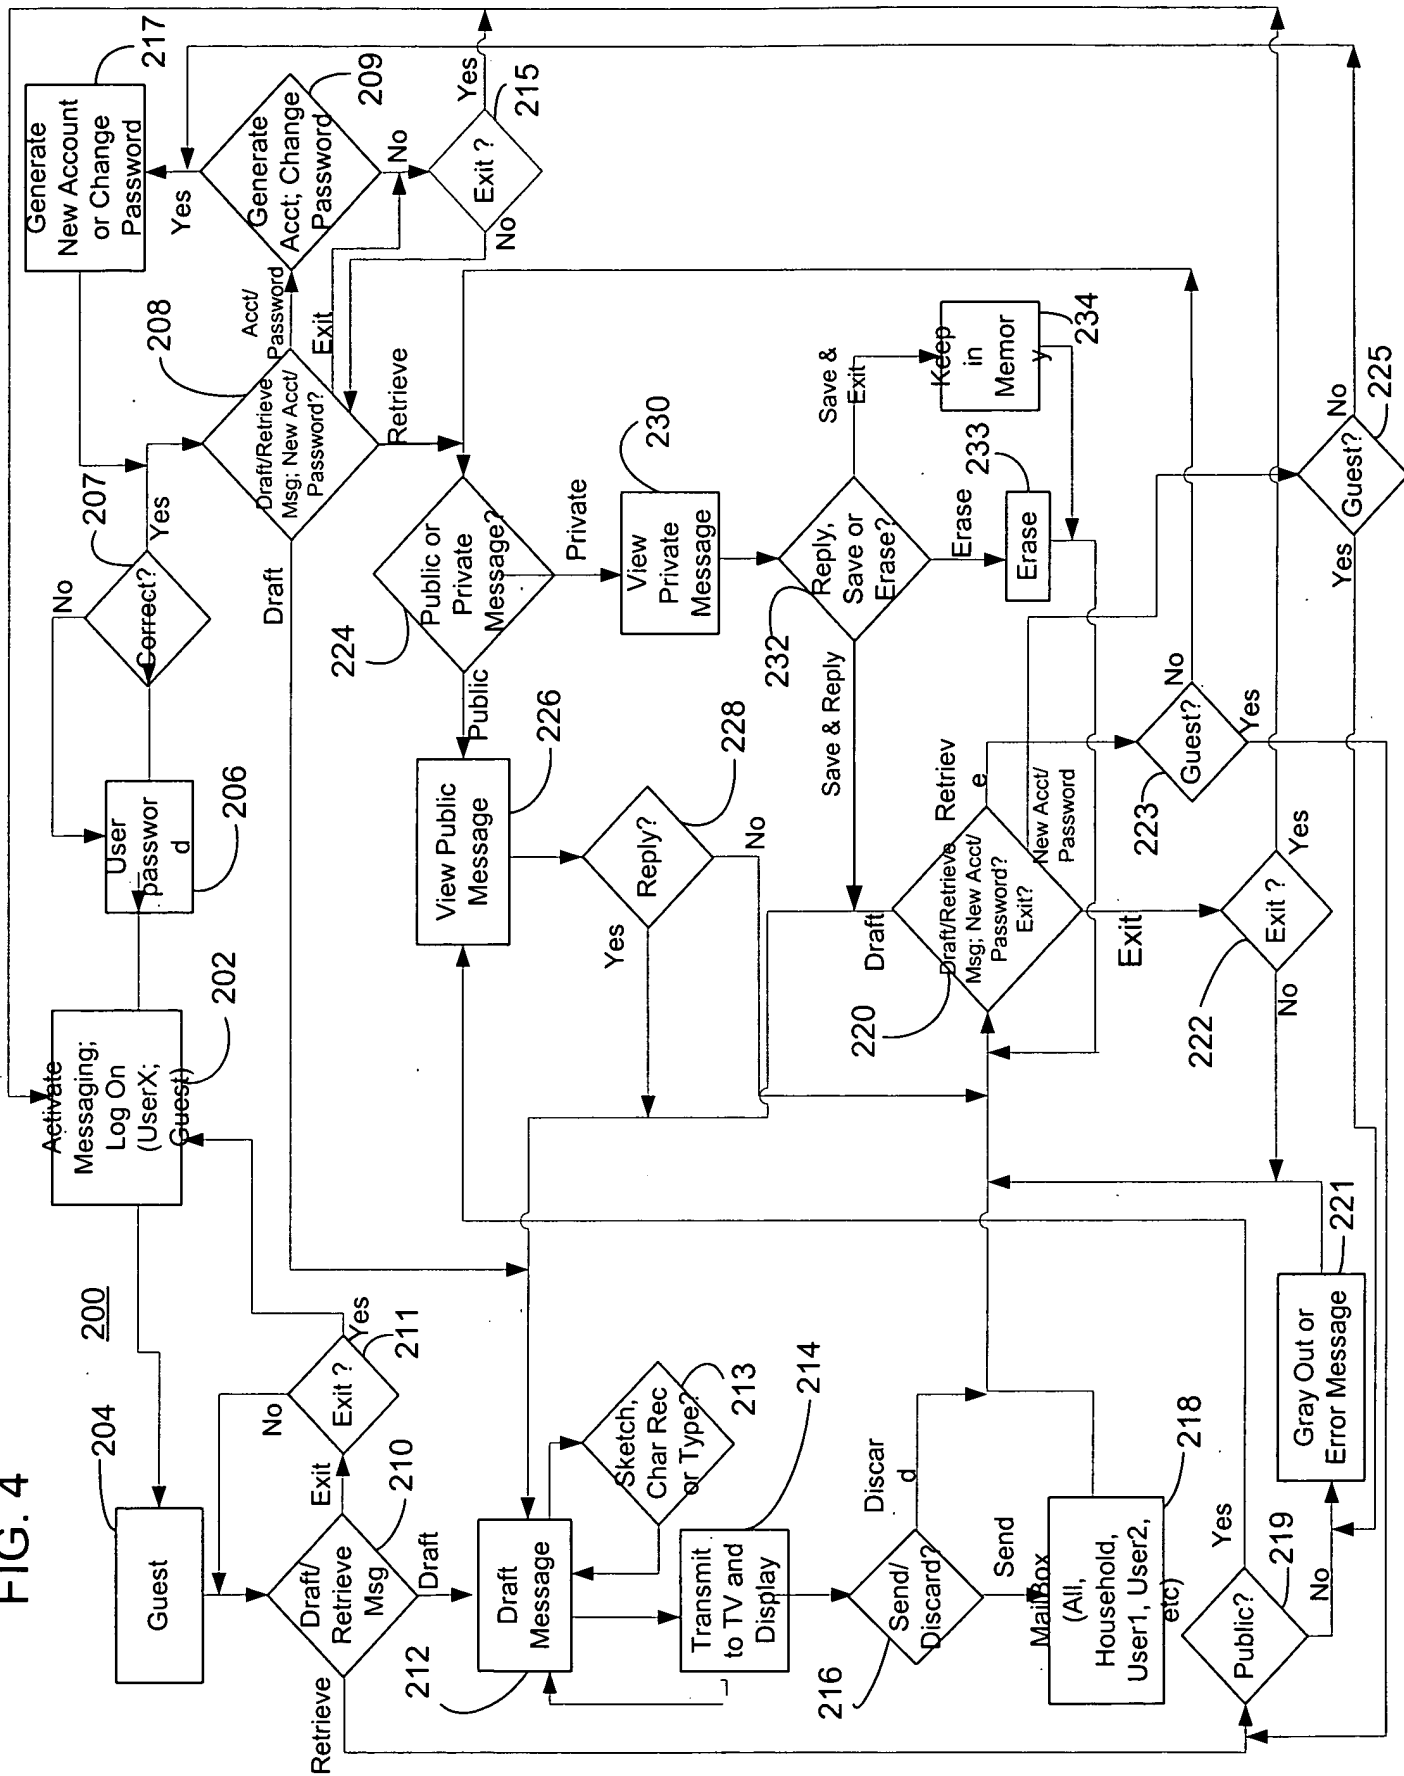 FIG. 4
200
Guest
204
Activate
Messaging;
Log On
(UserX;
Guest)
202
User
passwor
d
206
Correct?
207
No
Yes
Generate
New Account
or Change
Password
217
Draft/
Retrieve
Msg
210
Exit
Draft
Retrieve
Exit ?
211
No
Yes
Draft/Retrieve
Msg; New Acct/
Password?
208
Draft
Acct/
Password
Exit
Retrieve
Generate
Acct; Change
Password
209
Yes
No
Exit ?
215
Yes
No
Draft
Message
212
Sketch,
Char Rec
or Type?
213
Transmit
to TV and
Display
214
View Public
Message
226
Public or
Private
Message?
224
Public
Private
Reply?
228
Yes
No
View
Private
Message
230
Reply,
Save or
Erase?
232
Save & Reply
Save &
Exit
Erase
Keep
in
Memor
y
234
Erase
233
Send/
Discard?
216
Discar
d
Send
MailBox
(All,
Household,
User1, User2,
etc)
218
Draft/Retrieve
Msg; New Acct/
Password?
Exit?
220
Draft
Retriev
e
New Acct/
Password
Exit
Guest?
223
No
Yes
Exit ?
222
Yes
No
Public?
219
Yes
No
Gray Out or
Error Message
221
Guest?
225
Yes
No